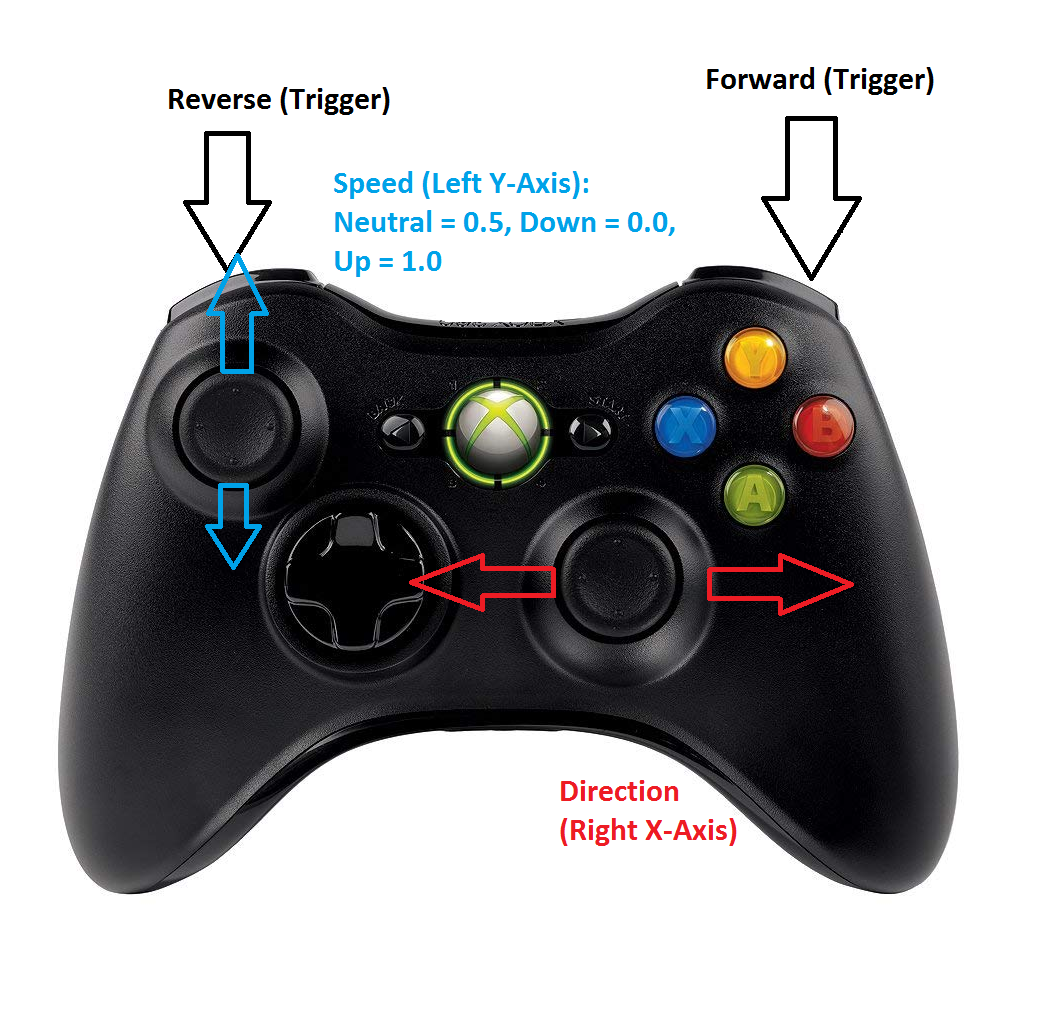 Forward (Trigger)
Reverse (Trigger)
Speed (Left Y-Axis):
Neutral = 0.5, Down = 0.0,
Up = 1.0
Y
X
B
A
BACK
START
Direction
(Right X-Axis)